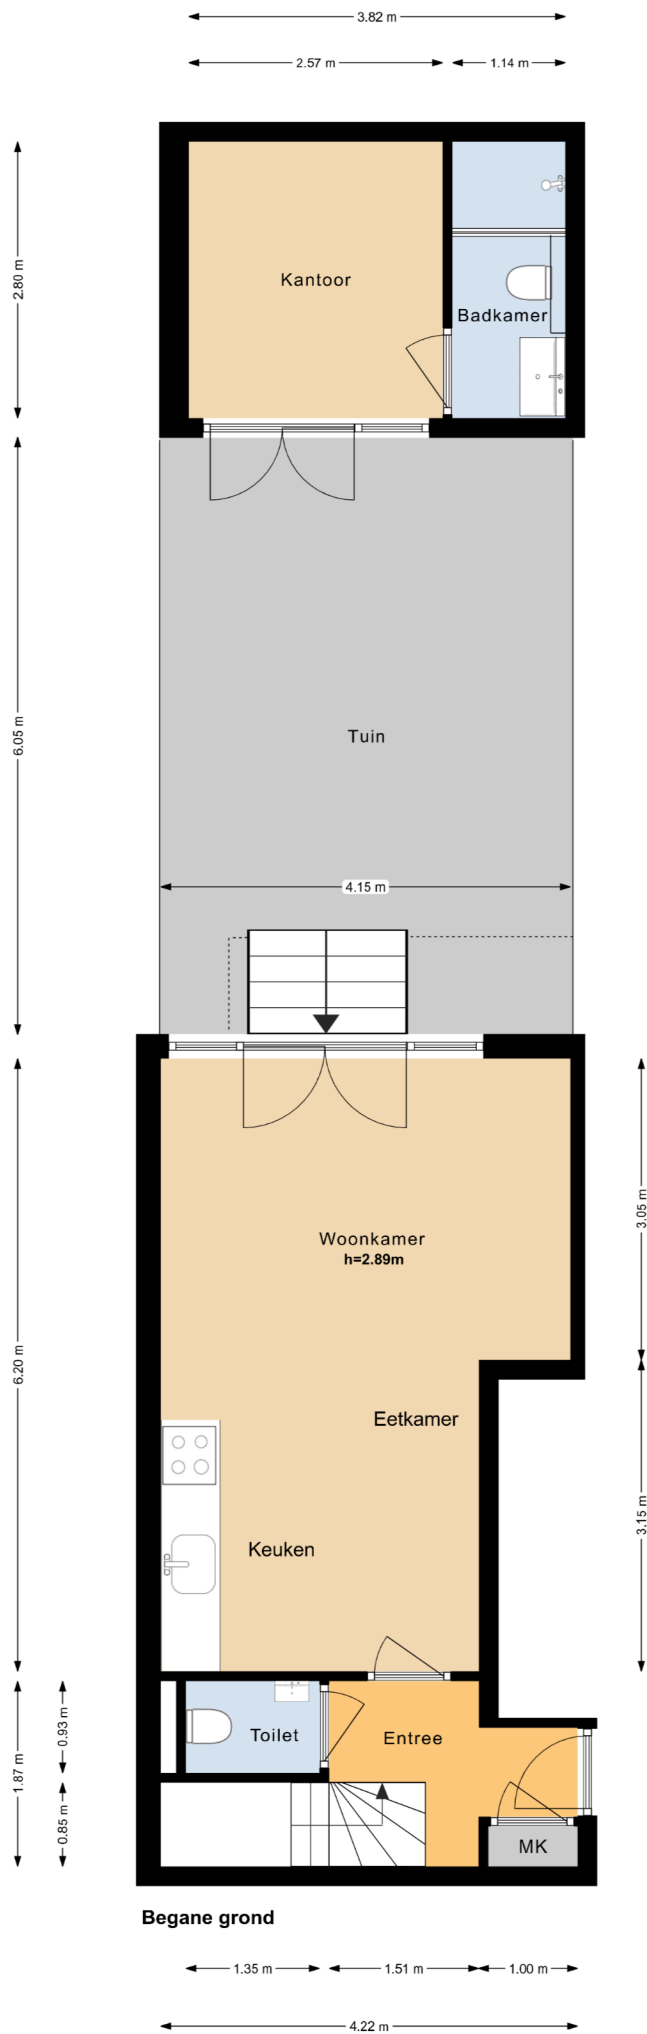 3.82 m
2.57 m
1.14 m
2.80 m
Kantoor
Badkamer
6.05 m
Tuin
4.15 m
6.20 m
3.05 m
Woonkamer
h=2.89m
Eetkamer
3.15 m
Keuken
1.87 m
0.93 m
Toilet
Entree
0.85 m
MK
Begane grond
1.35 m
1.51 m
1.00 m
4.22 m